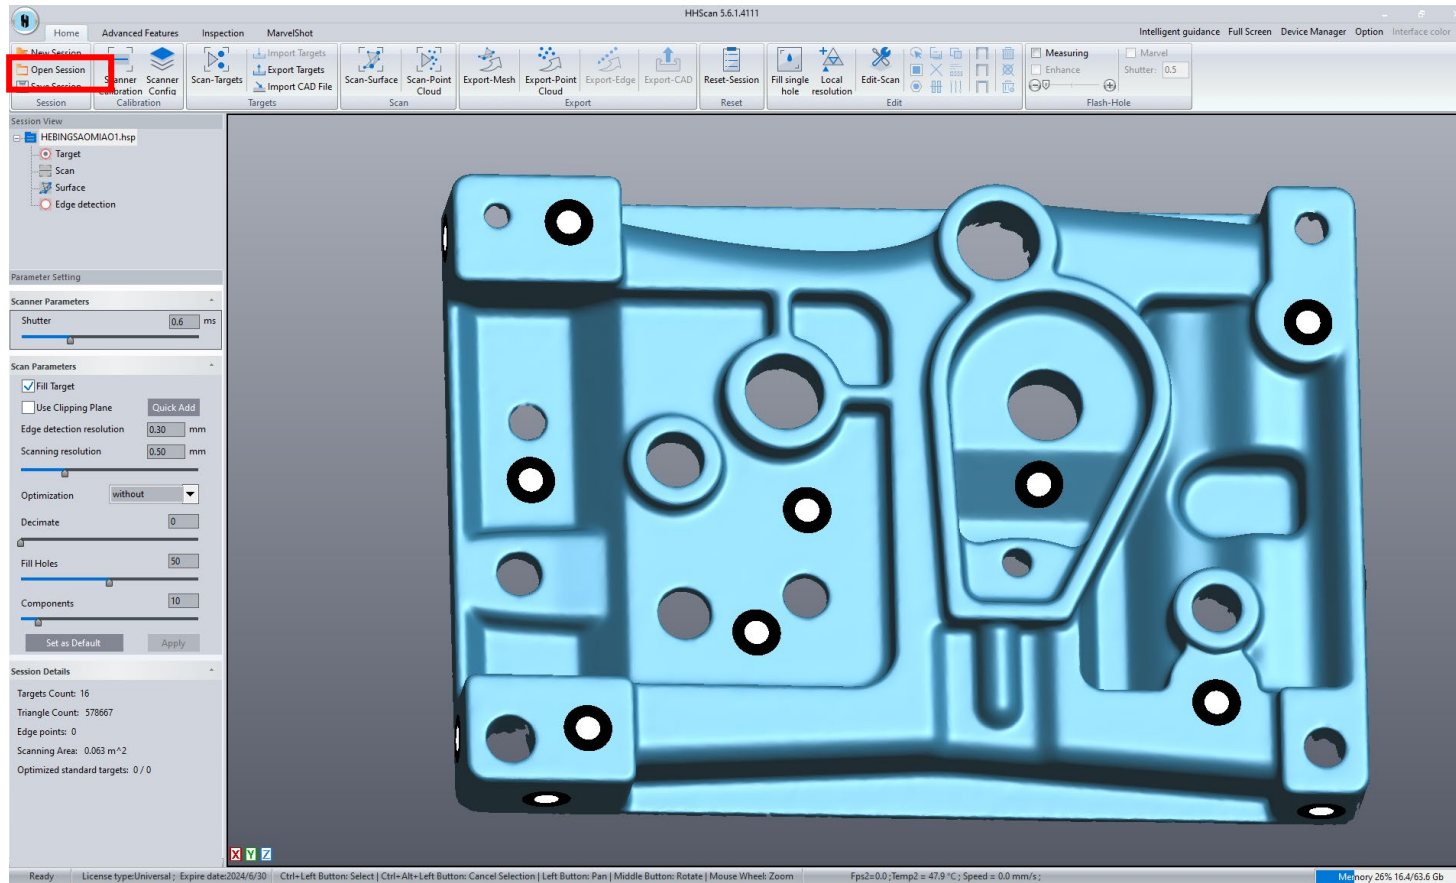 HHScan 5.6.1.4111
Home Advanced Features Inspection MarvelShot
Intelligent guidance Full Screen Device Manager Option Interface color
New Session
Open Session
Save Session
Session
Scanner Calibration
Scanner Config
Calibration
Scan-Targets
Import Targets
Export Targets
Import CAD File
Targets
Scan-Surface
Scan-Point Cloud
Scan
Export-Mesh
Export-Point Cloud
Export-Edge
Export-CAD
Export
Reset-Session
Reset
Fill single hole
Local resolution
Edit-Scan
Edit
Measuring
Enhance
Marvel
Shutter: 0.5
Flash-Hole
Session View
HEBINGSAOMIAO1.hsp
Target
Scan
Surface
Edge detection
Parameter Setting
Scanner Parameters
Shutter 0.6 ms
Scan Parameters
Fill Target
Use Clipping Plane Quick Add
Edge detection resolution 0.30 mm
Scanning resolution 0.50 mm
Optimization without
Decimate 0
Fill Holes 50
Components 10
Set as Default Apply
Session Details
Targets Count: 16
Triangle Count: 578667
Edge points: 0
Scanning Area: 0.063 m^2
Optimized standard targets: 0 / 0
X Y Z
Ready License type:Universal ; Expire date:2024/6/30 Ctrl+Left Button: Select | Ctrl+Alt+Left Button: Cancel Selection | Left Button: Pan | Middle Button: Rotate | Mouse Wheel: Zoom Fps2=0.0 ;Temp2 = 47.9 °C ; Speed = 0.0 mm/s ; Memory 26% 16.4/63.6 Gb